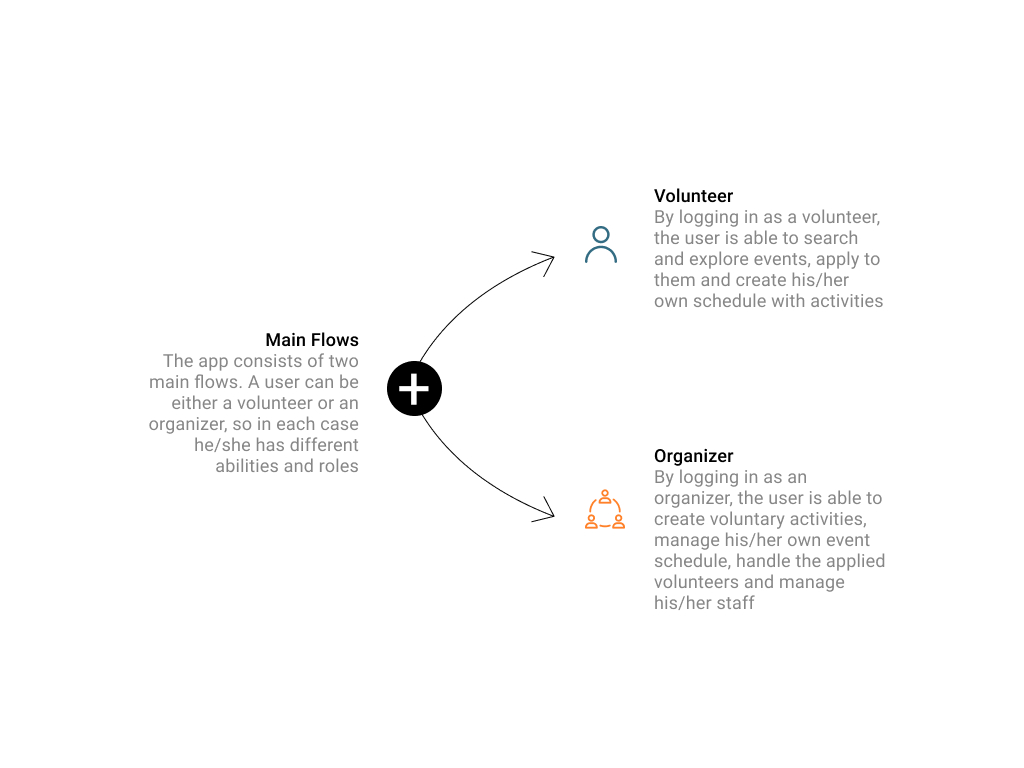 Main Flows
The app consists of two
main flows. A user can be
either a volunteer or an
organizer, so in each case
he/she has different
abilities and roles
Volunteer
By logging in as a volunteer,
the user is able to search
and explore events, apply to
them and create his/her
own schedule with activities
Organizer
By logging in as an
organizer, the user is able to
create voluntary activities,
manage his/her own event
schedule, handle the applied
volunteers and manage
his/her staff